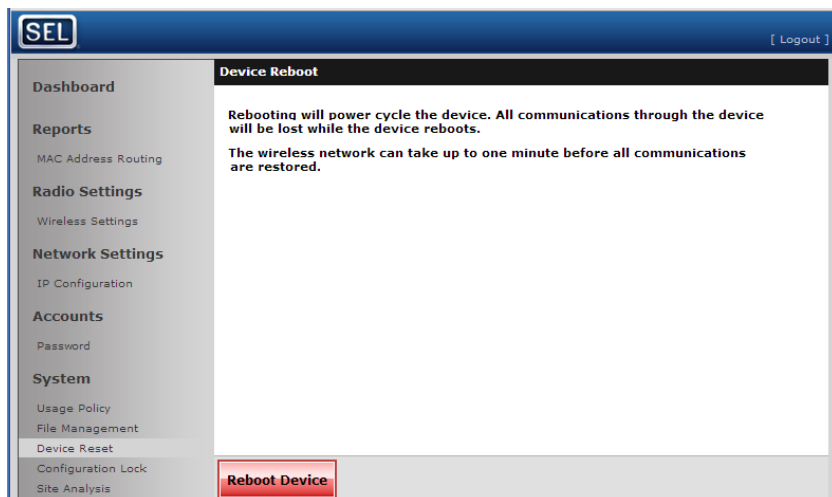 SEL
[ Logout ]
Dashboard
Reports
MAC Address Routing
Radio Settings
Wireless Settings
Network Settings
IP Configuration
Accounts
Password
System
Usage Policy
File Management
Device Reset
Configuration Lock
Site Analysis
Device Reboot
Rebooting will power cycle the device. All communications through the device
will be lost while the device reboots.
The wireless network can take up to one minute before all communications
are restored.
Reboot Device